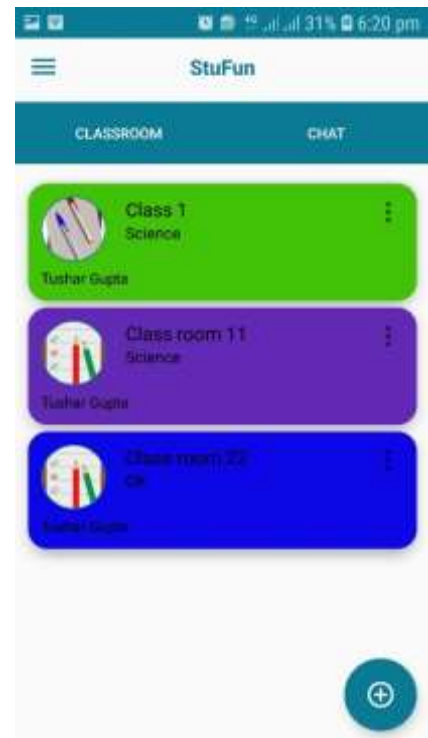 31% 6:20 pm
StuFun
CLASSROOM CHAT
Class 1
Science
Tushar Gupta
Class room 11
Science
Tushar Gupta
Class room 22
Tushar Gupta